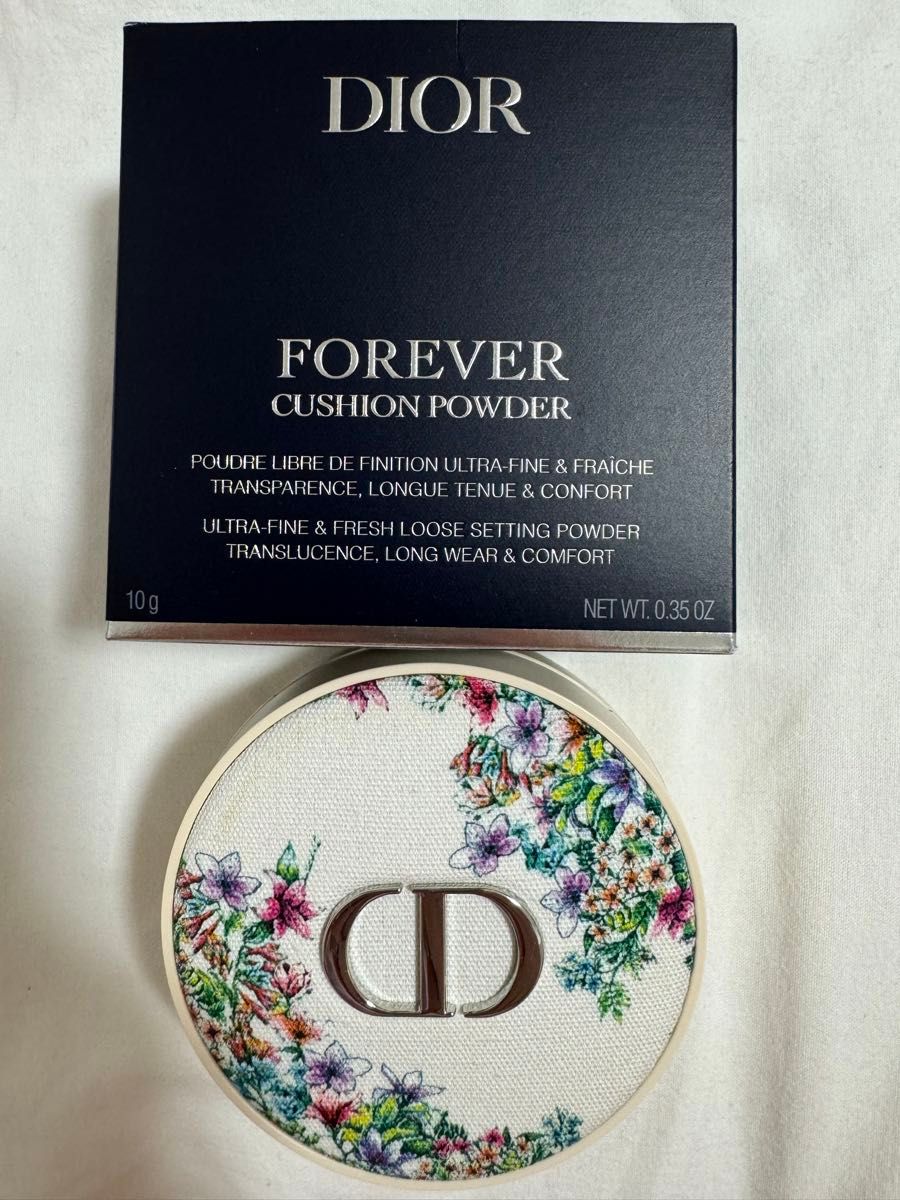 DIOR
FOREVER
CUSHION POWDER
POUDRE LIBRE DE FINITION ULTRA-FINE & FRAÎCHE
TRANSPARENCE, LONGUE TENUE & CONFORT
ULTRA-FINE & FRESH LOOSE SETTING POWDER
TRANSLUCENCE, LONG WEAR & COMFORT
10 g NET WT. 0.35 OZ
CD